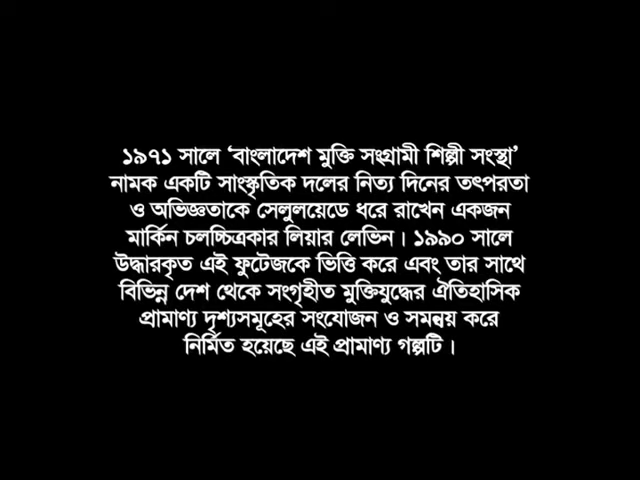 ১৯৭১ সালে ‘বাংলাদেশ মুক্তি সংগ্রামী শিল্পী সংস্থা’
নামক একটি সাংস্কৃতিক দলের নিত্য দিনের তৎপরতা
ও অভিজ্ঞতাকে সেলুলয়েডে ধরে রাখেন একজন
মার্কিন চলচ্চিত্রকার লিয়ার লেভিন। ১৯৯০ সালে
উদ্ধারকৃত এই ফুটেজকে ভিত্তি করে এবং তার সাথে
বিভিন্ন দেশ থেকে সংগৃহীত মুক্তিযুদ্ধের ঐতিহাসিক
প্রামাণ্য দৃশ্যসমূহের সংযোজন ও সমন্বয় করে
নির্মিত হয়েছে এই প্রামাণ্য গল্পটি।